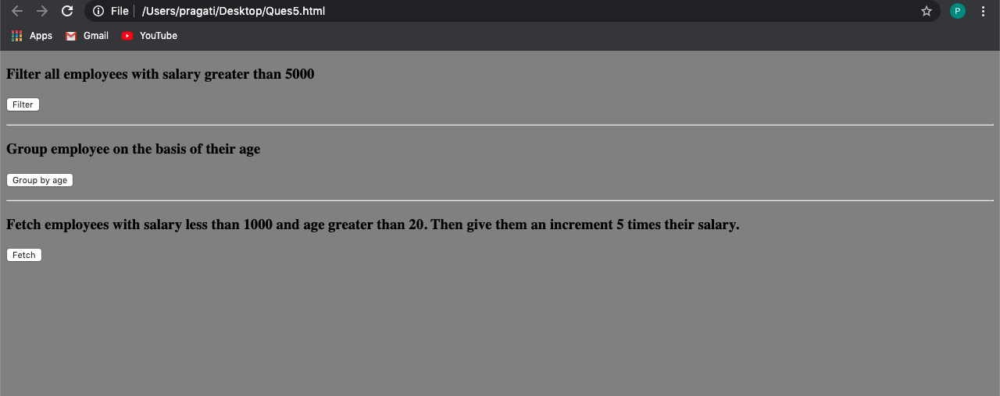 File /Users/pragati/Desktop/Ques5.html P
Apps Gmail YouTube
Filter all employees with salary greater than 5000
Filter
Group employee on the basis of their age
Group by age
Fetch employees with salary less than 1000 and age greater than 20. Then give them an increment 5 times their salary.
Fetch